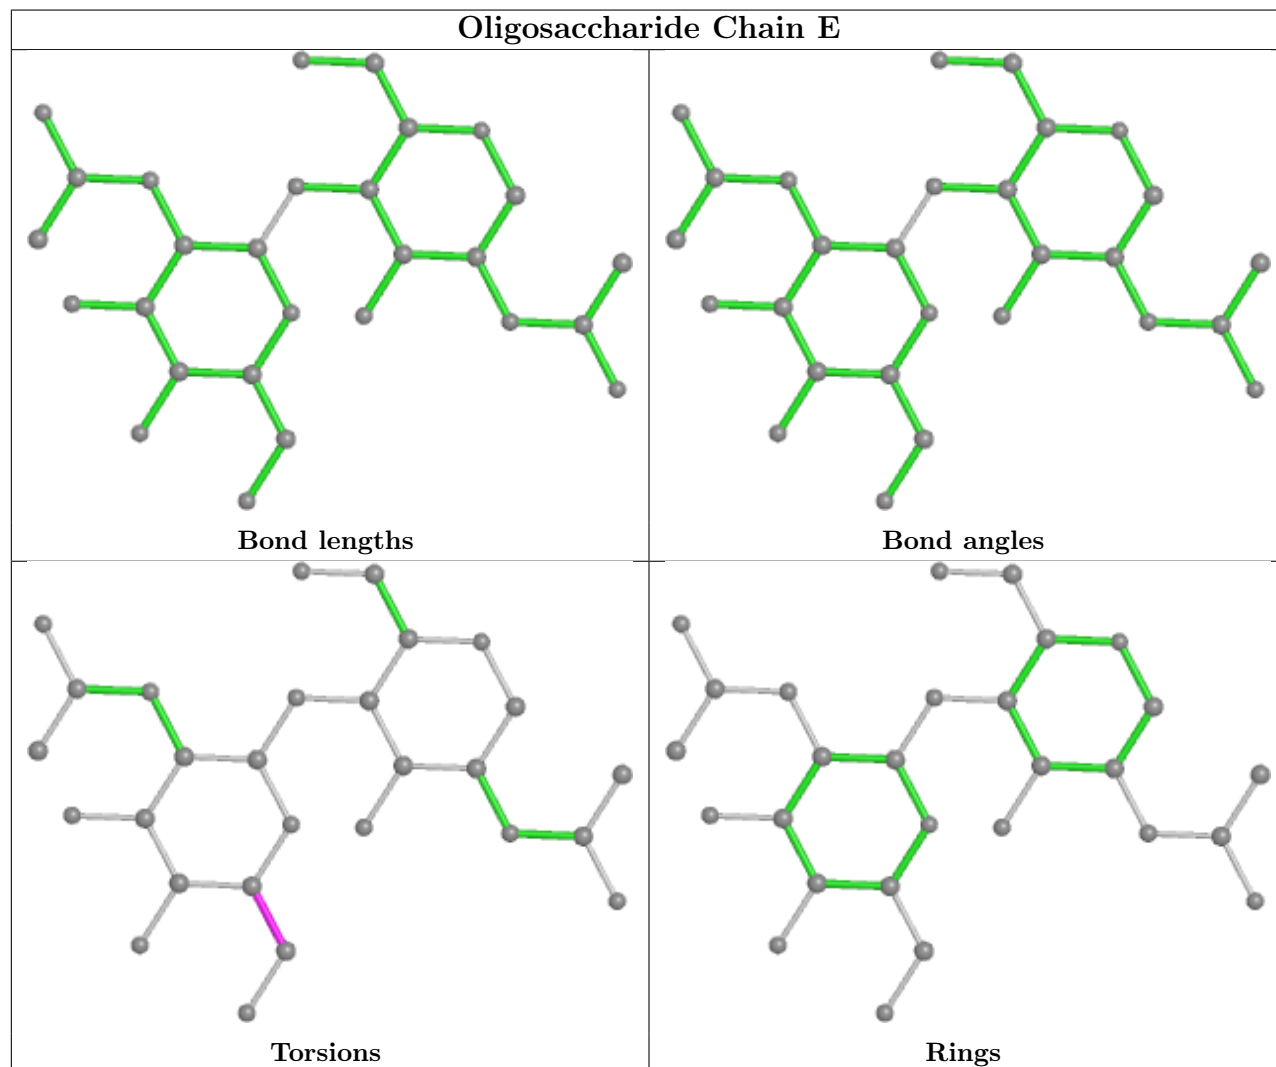 Oligosaccharide Chain E
Bond lengths
Bond angles
Torsions
Rings